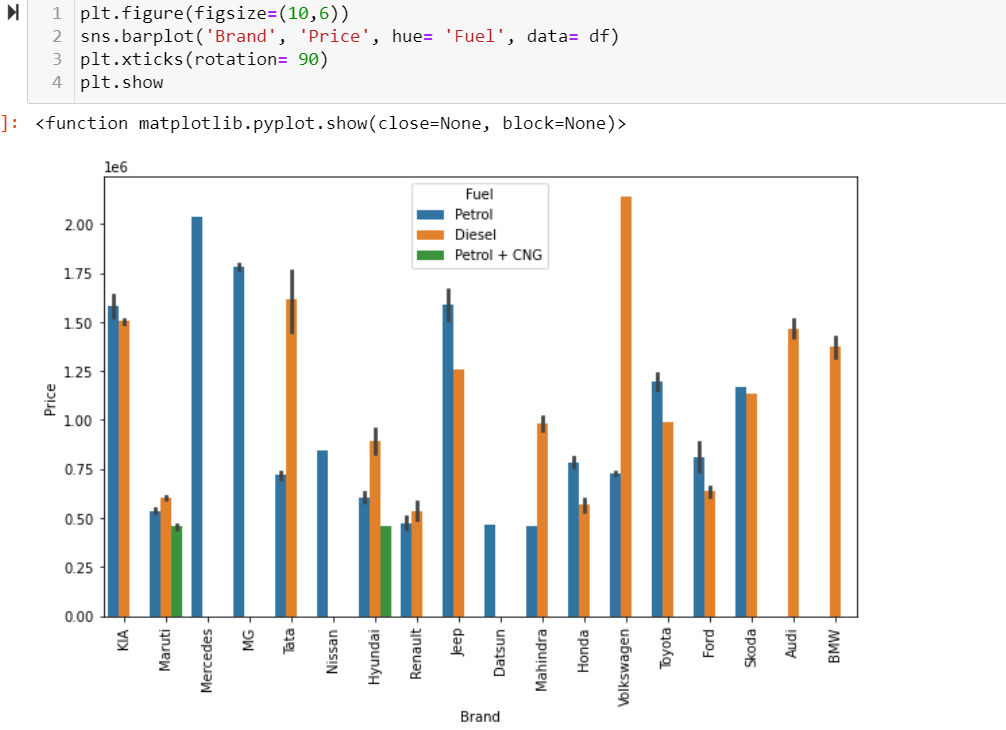 1 plt.figure(figsize=(10,6))
2 sns.barplot('Brand', 'Price', hue= 'Fuel', data= df)
3 plt.xticks(rotation= 90)
4 plt.show
]: <function matplotlib.pyplot.show(close=None, block=None)>
1e6
Fuel
Petrol
Diesel
Petrol + CNG
2.00
1.75
1.50
1.25
1.00
0.75
0.50
0.25
0.00
Price
KIA
Maruti
Mercedes
MG
Tata
Nissan
Hyundai
Renault
Jeep
Datsun
Mahindra
Honda
Volkswagen
Toyota
Ford
Skoda
Audi
BMW
Brand